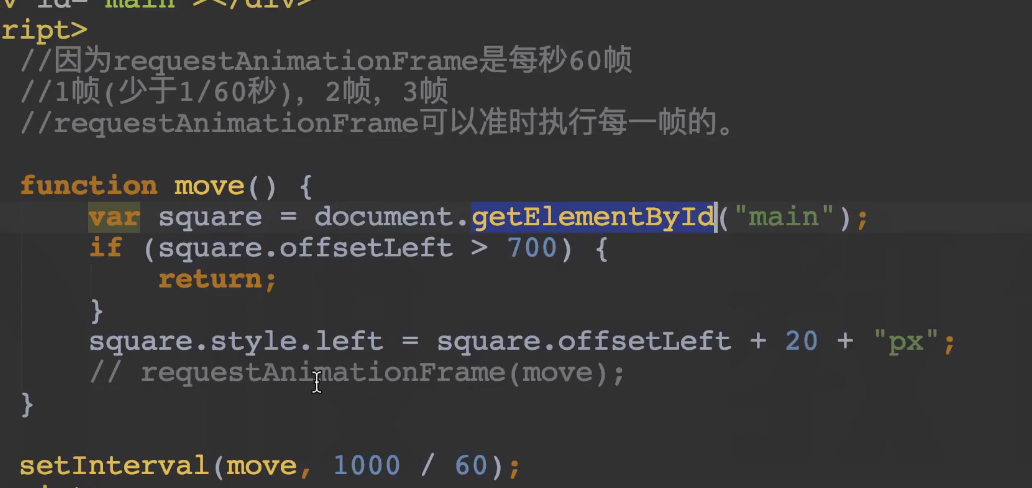 v id="main"></div>
ript>
//因为requestAnimationFrame是每秒60帧
//1帧(少于1/60秒), 2帧, 3帧
//requestAnimationFrame可以准时执行每一帧的。
function move() {
var square = document.getElementById("main");
if (square.offsetLeft > 700) {
return;
}
square.style.left = square.offsetLeft + 20 + "px";
// requestAnimationFrame(move);
}
setInterval(move, 1000 / 60);